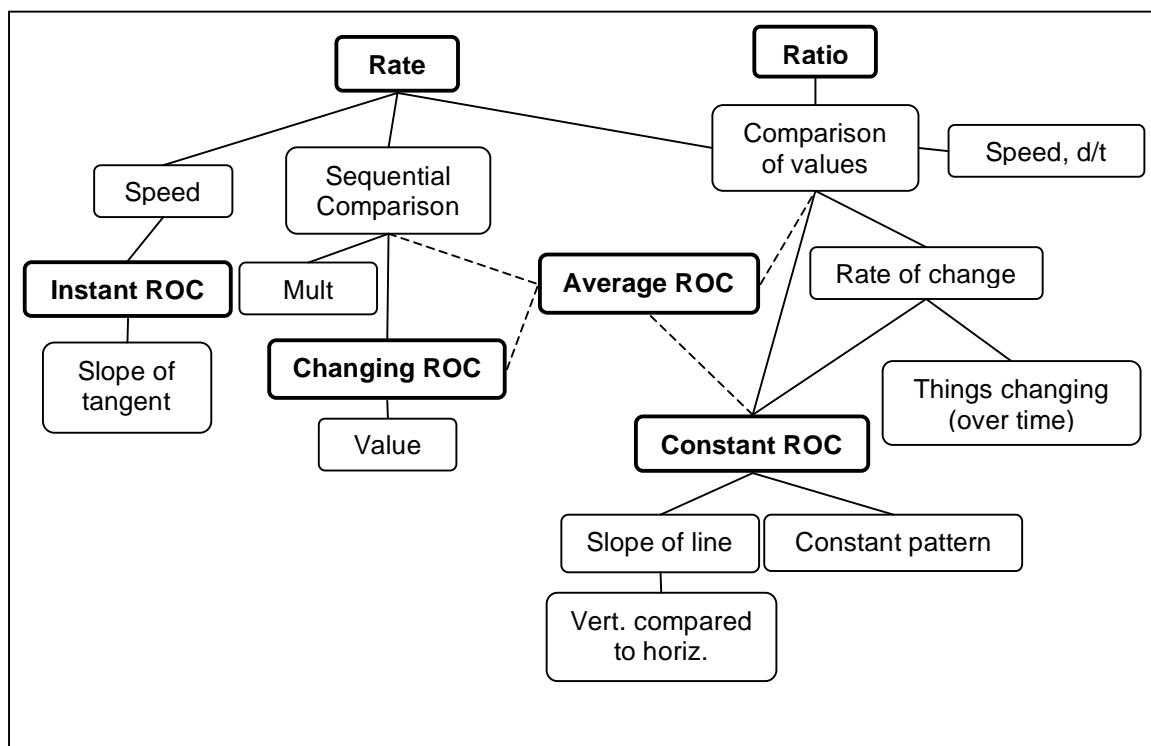 Rate
Ratio
Comparison
of values
Speed, d/t
Speed
Sequential
Comparison
Instant ROC
Mult
Average ROC
Rate of change
Slope of
tangent
Changing ROC
Things changing
(over time)
Value
Constant ROC
Slope of line
Constant pattern
Vert. compared
to horiz.